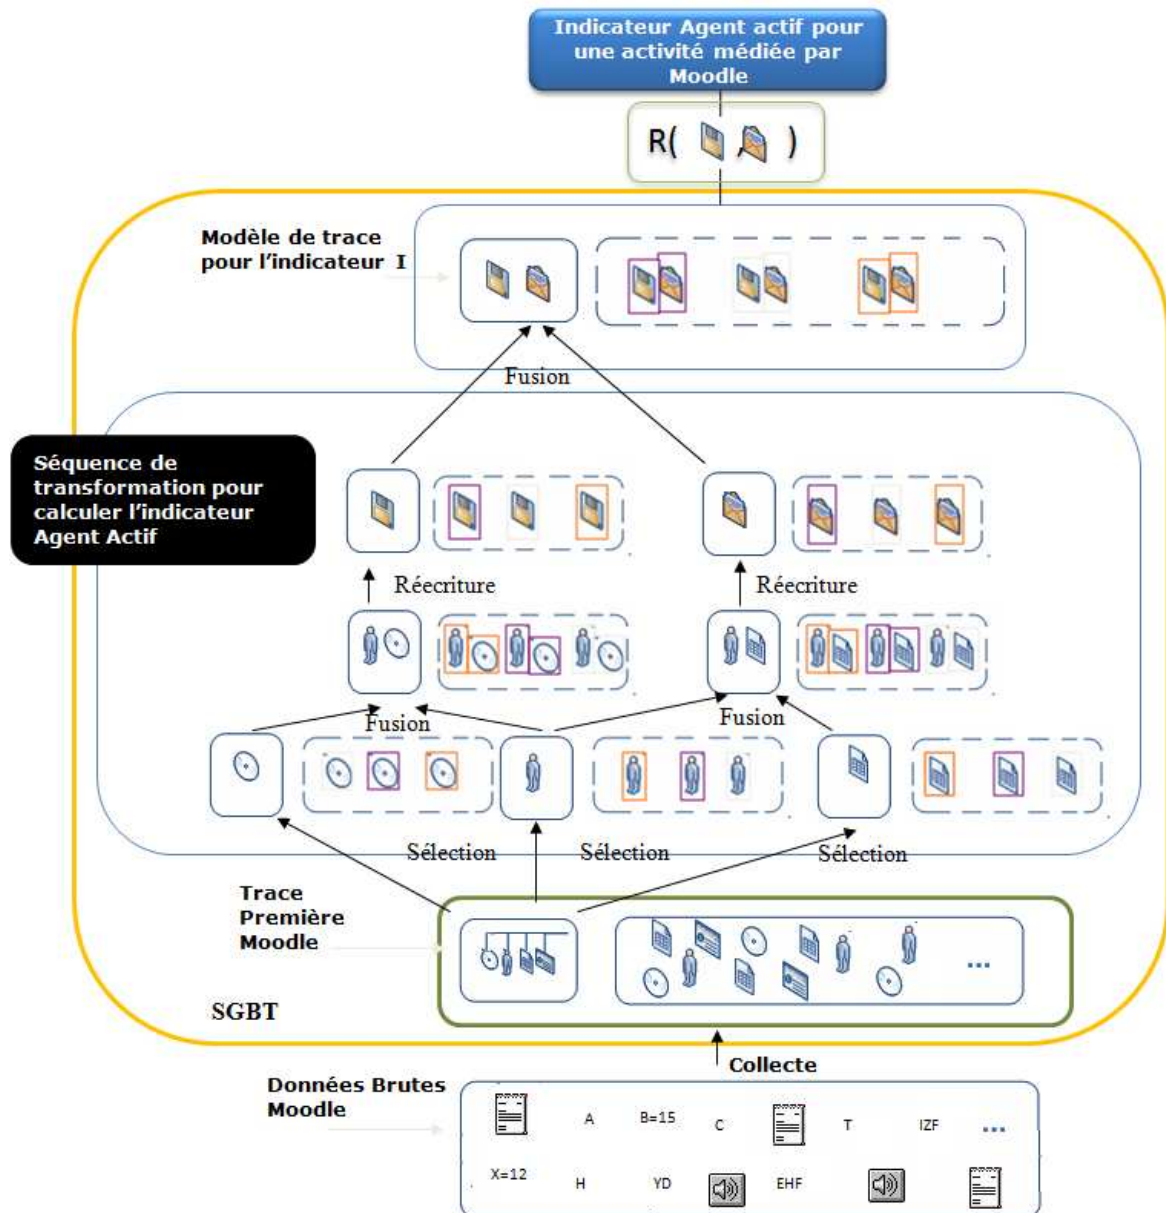 Indicateur Agent actif pour
une activité médiée par
Moodle
R( , )
Modèle de trace
pour l'indicateur I
Fusion
Séquence de
transformation pour
calculer l'indicateur
Agent Actif
Réecriture
Réecriture
Fusion
Fusion
Sélection
Sélection
Sélection
Trace
Première
Moodle
...
SGBT
Collecte
Données Brutes
Moodle
A B=15 C T IZF ...
X=12 H YD EHF